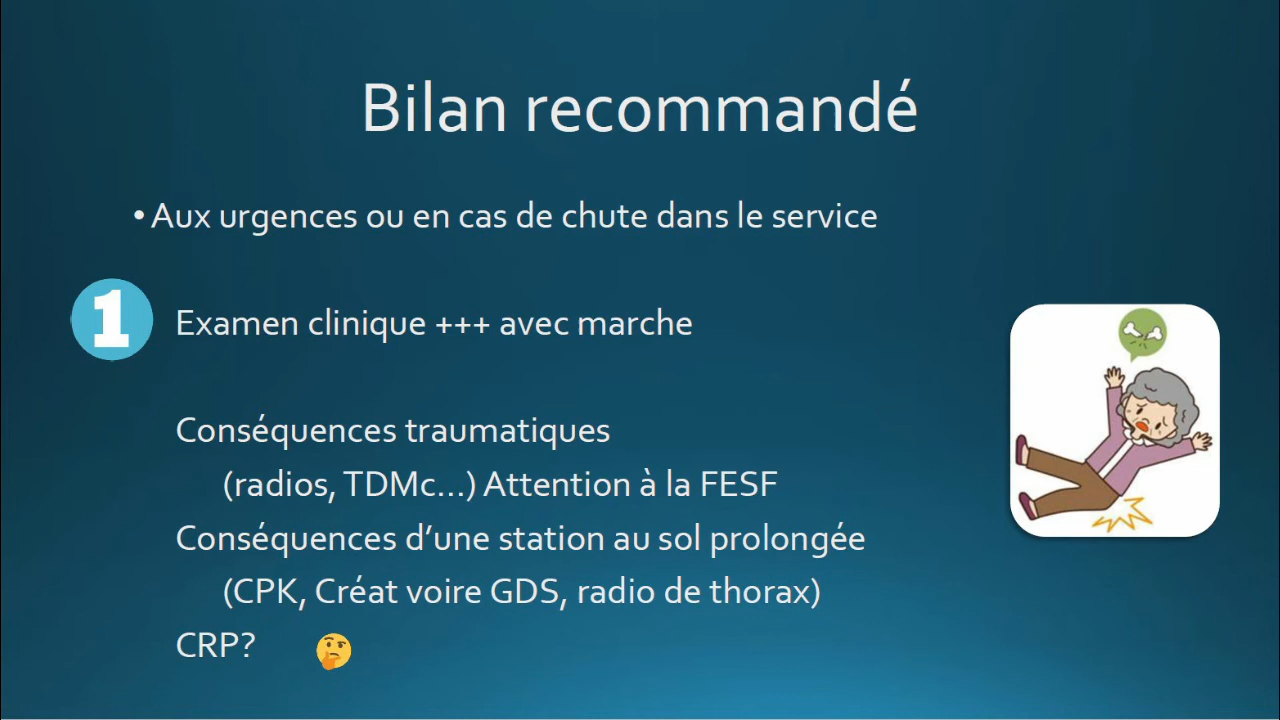 Bilan recommandé
• Aux urgences ou en cas de chute dans le service
1 Examen clinique +++ avec marche
Conséquences traumatiques
(radios, TDMc...) Attention à la FESF
Conséquences d’une station au sol prolongée
(CPK, Créat voire GDS, radio de thorax)
CRP? 🤔